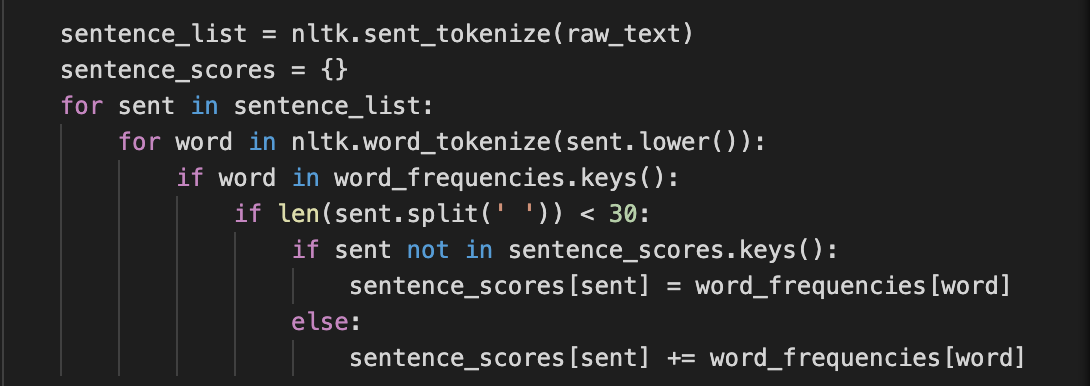 sentence_list = nltk.sent_tokenize(raw_text)
sentence_scores = {}
for sent in sentence_list:
    for word in nltk.word_tokenize(sent.lower()):
        if word in word_frequencies.keys():
            if len(sent.split(' ')) < 30:
                if sent not in sentence_scores.keys():
                    sentence_scores[sent] = word_frequencies[word]
                else:
                    sentence_scores[sent] += word_frequencies[word]